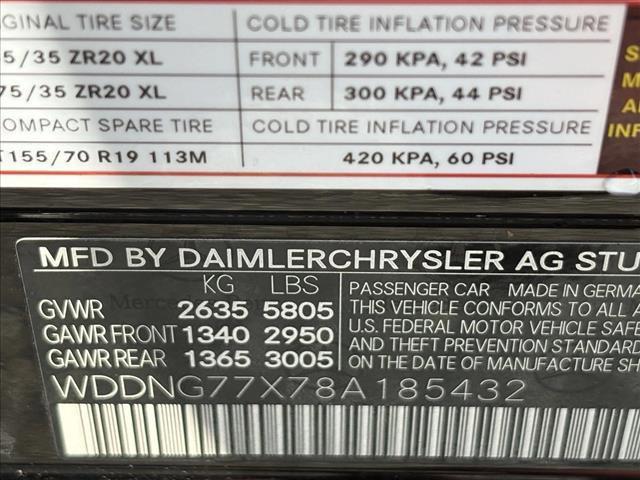 GINAL TIRE SIZE COLD TIRE INFLATION PRESSURE
5/35 ZR20 XL FRONT 290 KPA, 42 PSI
75/35 ZR20 XL REAR 300 KPA, 44 PSI
OMPACT SPARE TIRE COLD TIRE INFLATION PRESSURE
T155/70 R19 113M 420 KPA, 60 PSI
S
M
A
INF
MFD BY DAIMLERCHRYSLER AG STU
KG LBS
GVWR 2635 5805
GAWR FRONT 1340 2950
GAWR REAR 1365 3005
PASSENGER CAR MADE IN GERMA
THIS VEHICLE CONFORMS TO ALL A
U.S. FEDERAL MOTOR VEHICLE SAFE
AND THEFT PREVENTION STANDARD
EFFECT ON THE DATE OF MANUFACTURE SH
WDDNG77X78A185432